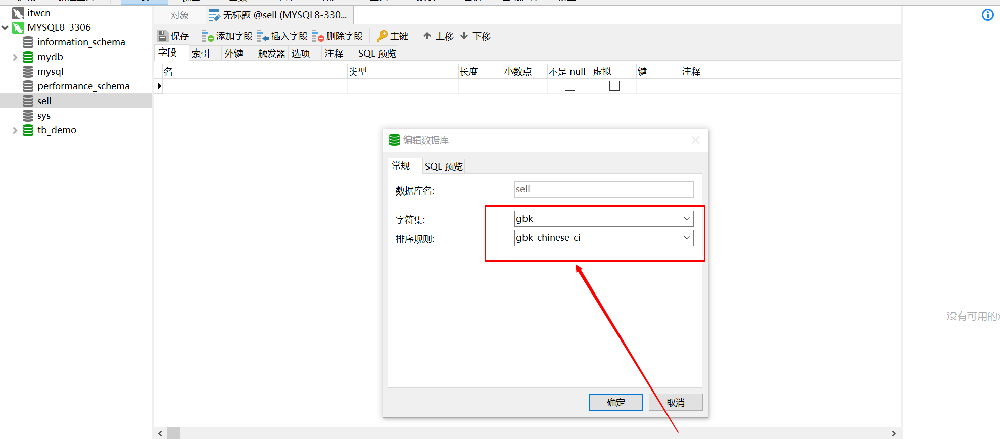 itwcn
MYSQL8-3306
information_schema
mydb
mysql
performance_schema
sell
sys
tb_demo
对象
无标题 @sell (MYSQL8-330...
保存 添加字段 插入字段 删除字段 主键 上移 下移
字段 索引 外键 触发器 选项 注释 SQL 预览
名 类型 长度 小数点 不是 null 虚拟 键 注释
编辑数据库
常规 SQL 预览
数据库名: sell
字符集: gbk
排序规则: gbk_chinese_ci
确定 取消
没有可用的